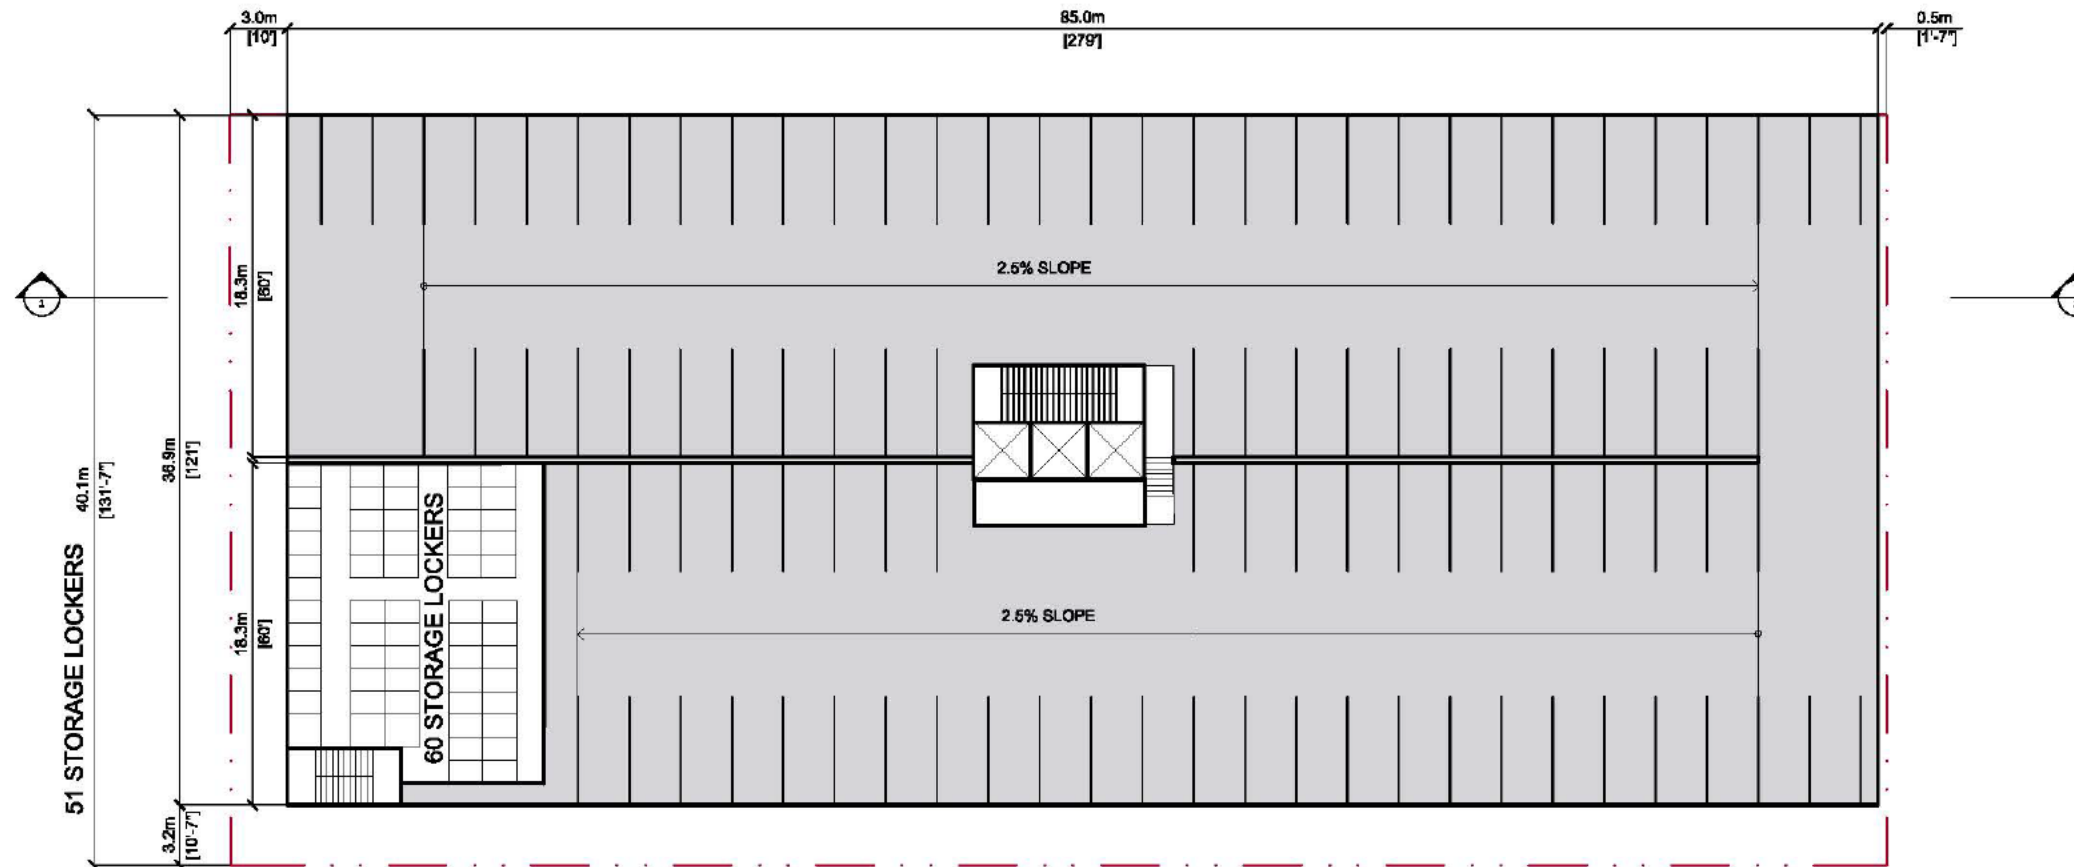 3.0m
[10']
85.0m
[279']
0.5m
[1'-7"]
18.3m
[60']
2.5% SLOPE
1
36.9m
[121']
40.1m
[131'-7"]
60 STORAGE LOCKERS
51 STORAGE LOCKERS
18.3m
[60']
2.5% SLOPE
3.2m
[10'-7"]